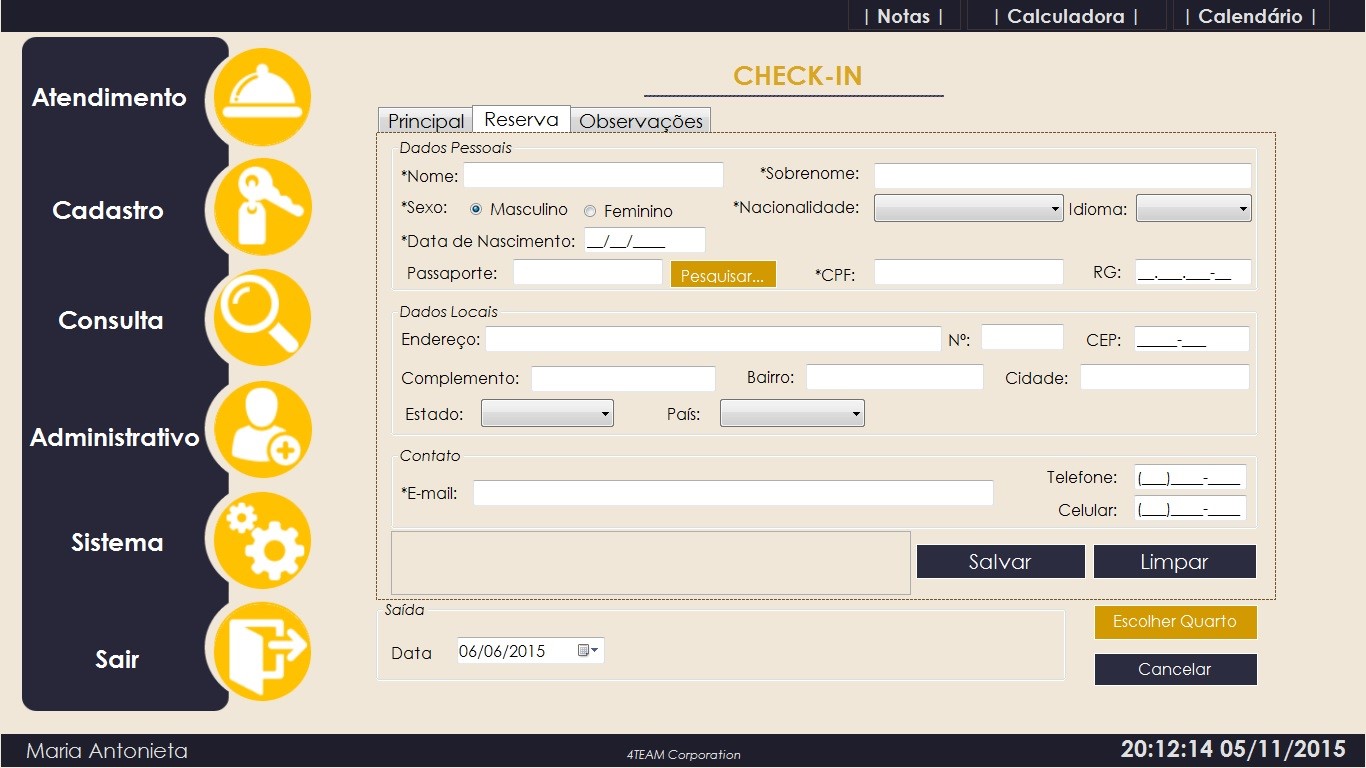 | Notas | | Calculadora | | Calendário |
Atendimento
Cadastro
Consulta
Administrativo
Sistema
Sair
CHECK-IN
Principal Reserva Observações
Dados Pessoais
*Nome: *Sobrenome:
*Sexo: Masculino Feminino *Nacionalidade: Idioma:
*Data de Nascimento: __/__/____
Passaporte: Pesquisar... *CPF: RG: __.___.___-__
Dados Locais
Endereço: Nº: CEP: _____-___
Complemento: Bairro: Cidade:
Estado: País:
Contato
*E-mail: Telefone: (___)____-____
Celular: (___)____-____
Salvar Limpar
Saída
Data 06/06/2015
Escolher Quarto
Cancelar
Maria Antonieta 4TEAM Corporation 20:12:14 05/11/2015